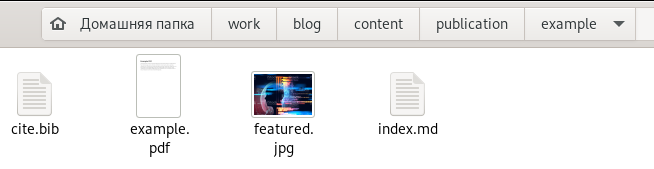 Домашняя папка work blog content publication example
cite.bib example. featured. index.md
pdf jpg